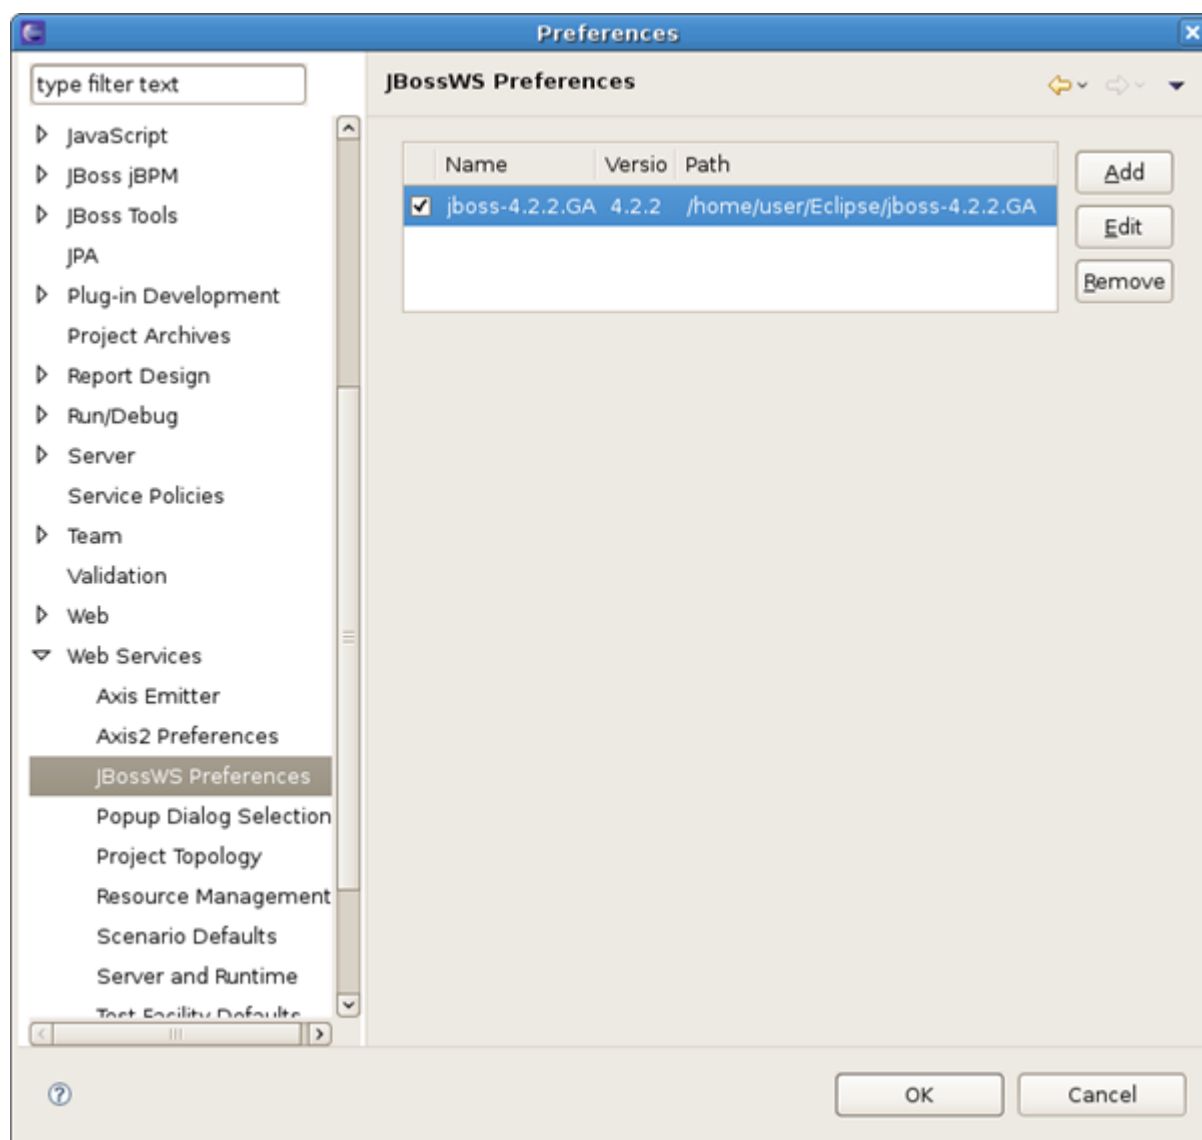 Preferences
type filter text
JavaScript
JBoss jBPM
JBoss Tools
JPA
Plug-in Development
Project Archives
Report Design
Run/Debug
Server
Service Policies
Team
Validation
Web
Web Services
Axis Emitter
Axis2 Preferences
JBossWS Preferences
Popup Dialog Selection
Project Topology
Resource Management
Scenario Defaults
Server and Runtime
Test Facility Defaults
JBossWS Preferences
Name Versio Path
jboss-4.2.2.GA 4.2.2 /home/user/Eclipse/jboss-4.2.2.GA
Add
Edit
Remove
OK Cancel